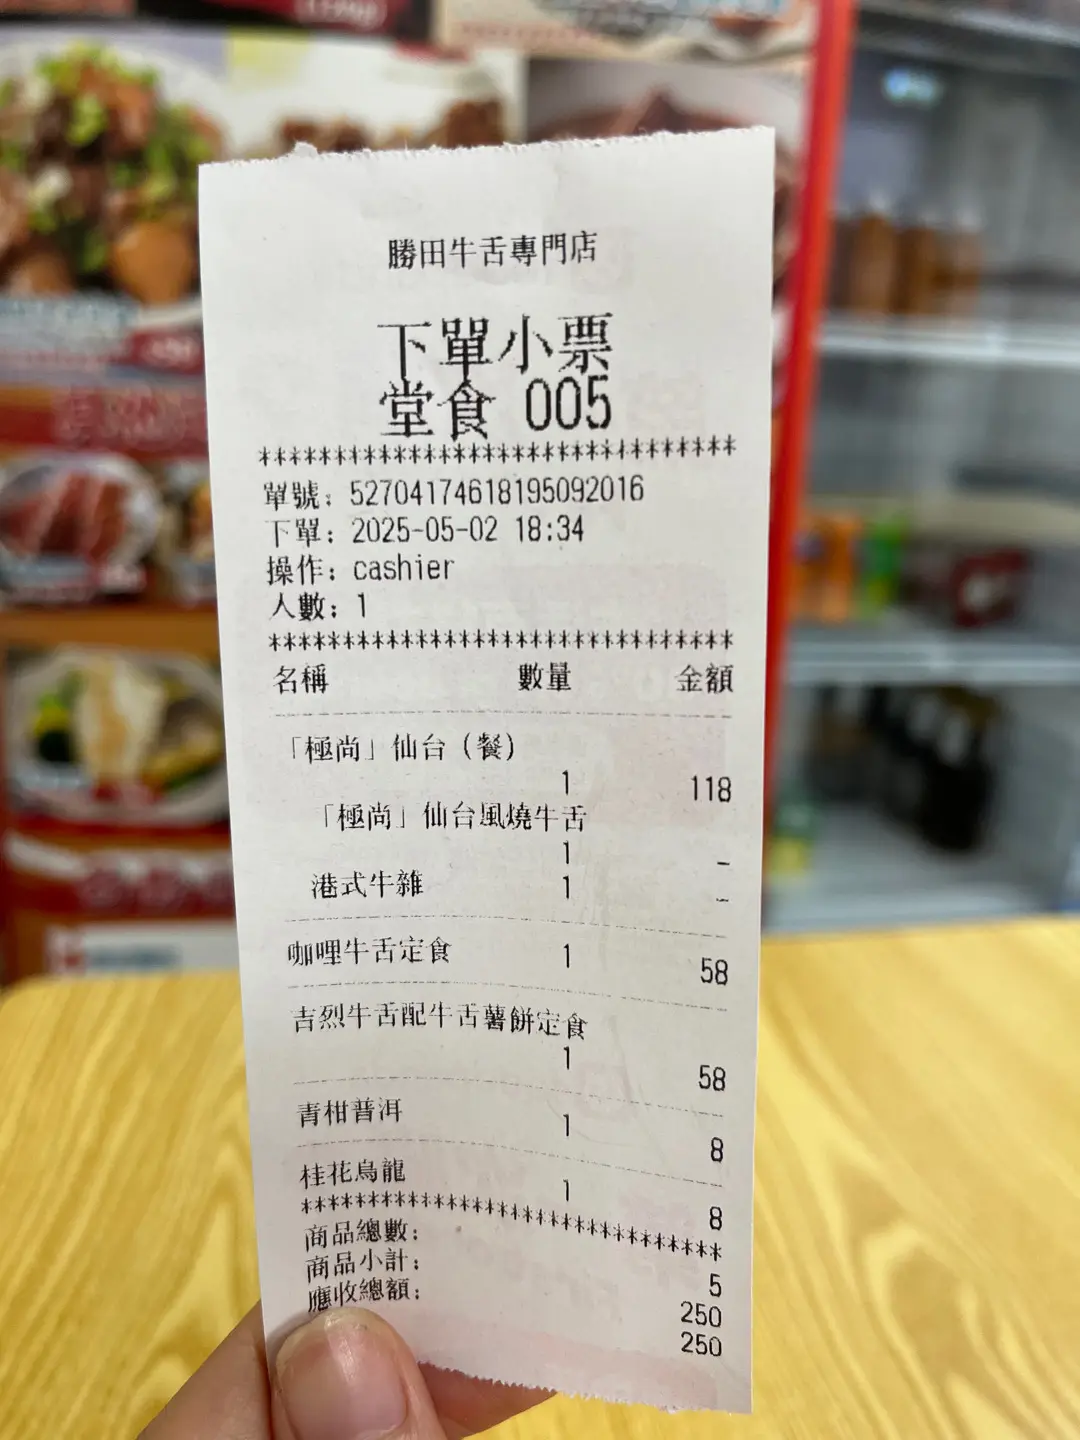 勝田牛舌專門店
下單小票
堂食 005
********************************
單號: 52704174618195092016
下單: 2025-05-02 18:34
操作: cashier
人數: 1
********************************
名稱 數量 金額
「極尚」仙台(餐)
1 118
「極尚」仙台風燒牛舌
1 -
港式牛雜 1 -
咖哩牛舌定食 1 58
吉烈牛舌配牛舌薯餅定食
1 58
青柑普洱 1 8
桂花烏龍 1 8
********************************
商品總數: 5
商品小計: 250
應收總額: 250